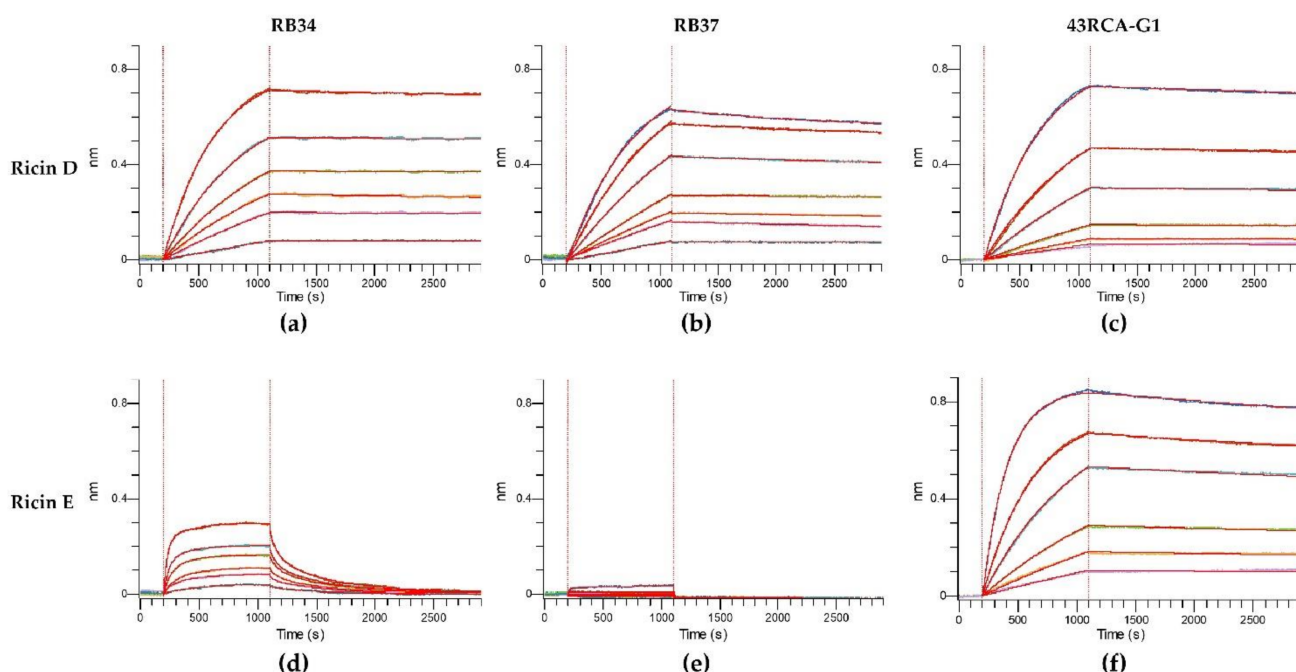 RB34 RB37 43RCA-G1
Ricin D
nm nm nm
0.8 0.8 0.8
0.4 0.4 0.4
0 0 0
0 500 1000 1500 2000 2500 0 500 1000 1500 2000 2500 0 500 1000 1500 2000 2500
Time (s) Time (s) Time (s)
(a) (b) (c)
Ricin E
nm nm nm
0.8 0.8 0.8
0.4 0.4 0.4
0 0 0
0 500 1000 1500 2000 2500 0 500 1000 1500 2000 2500 0 500 1000 1500 2000 2500
Time (s) Time (s) Time (s)
(d) (e) (f)